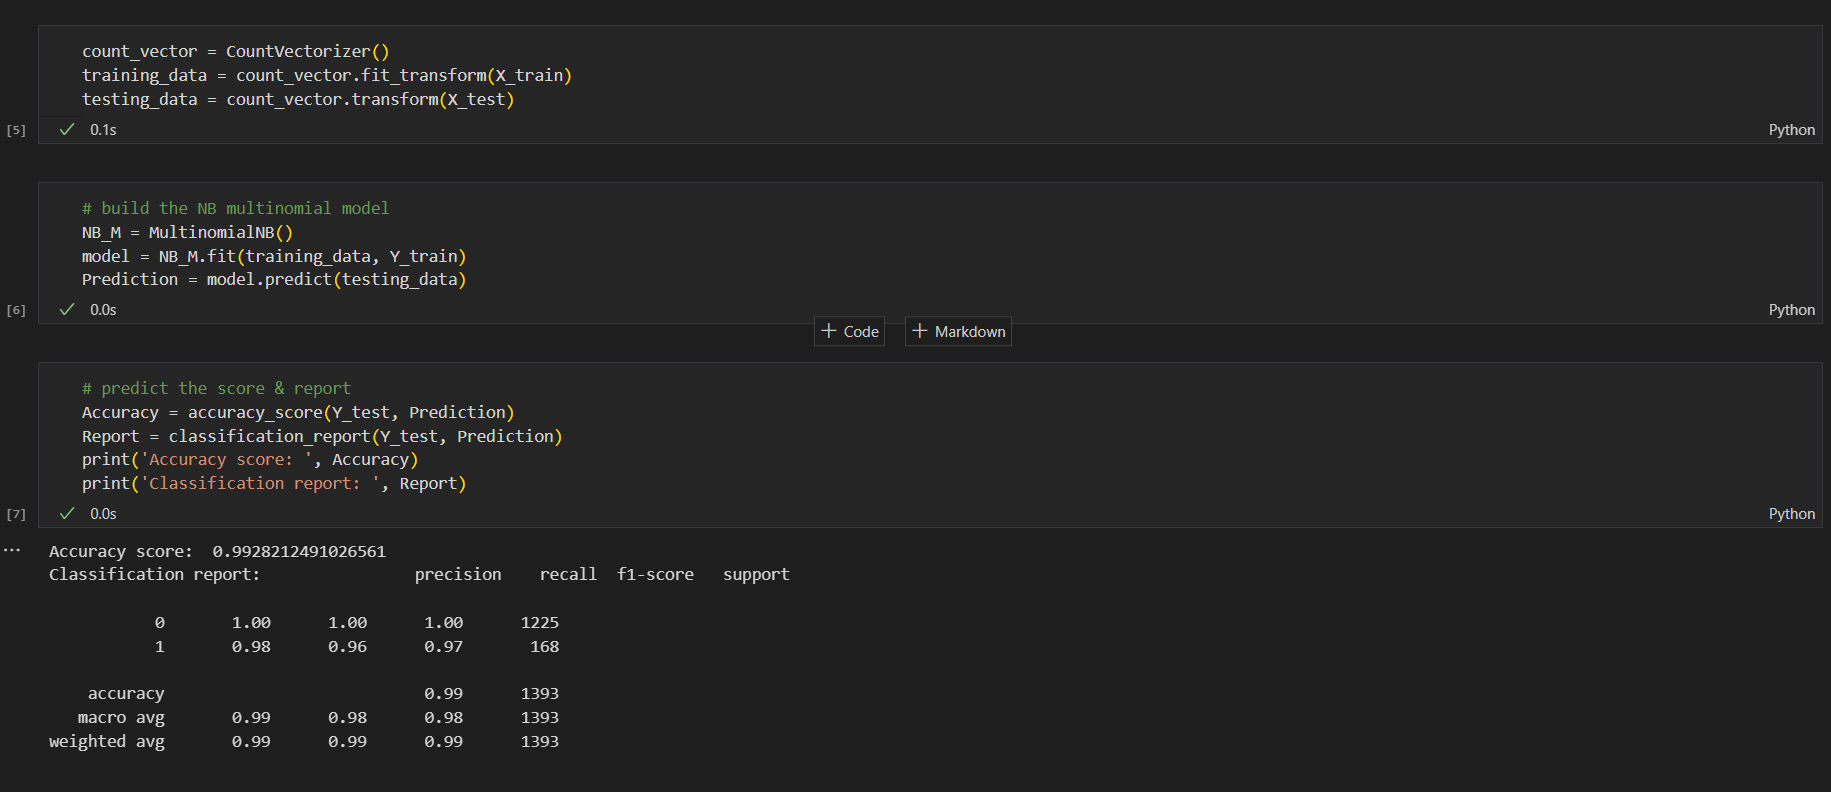 count_vector = CountVectorizer()
training_data = count_vector.fit_transform(X_train)
testing_data = count_vector.transform(X_test)
[5] 0.1s Python
# build the NB multinomial model
NB_M = MultinomialNB()
model = NB_M.fit(training_data, Y_train)
Prediction = model.predict(testing_data)
[6] 0.0s Python
+ Code + Markdown
# predict the score & report
Accuracy = accuracy_score(Y_test, Prediction)
Report = classification_report(Y_test, Prediction)
print('Accuracy score: ', Accuracy)
print('Classification report: ', Report)
[7] 0.0s Python
... Accuracy score:  0.9928212491026561
Classification report:                precision    recall  f1-score   support
0       1.00      1.00      1.00      1225
1       0.98      0.96      0.97       168
accuracy                           0.99      1393
macro avg       0.99      0.98      0.98      1393
weighted avg       0.99      0.99      0.99      1393